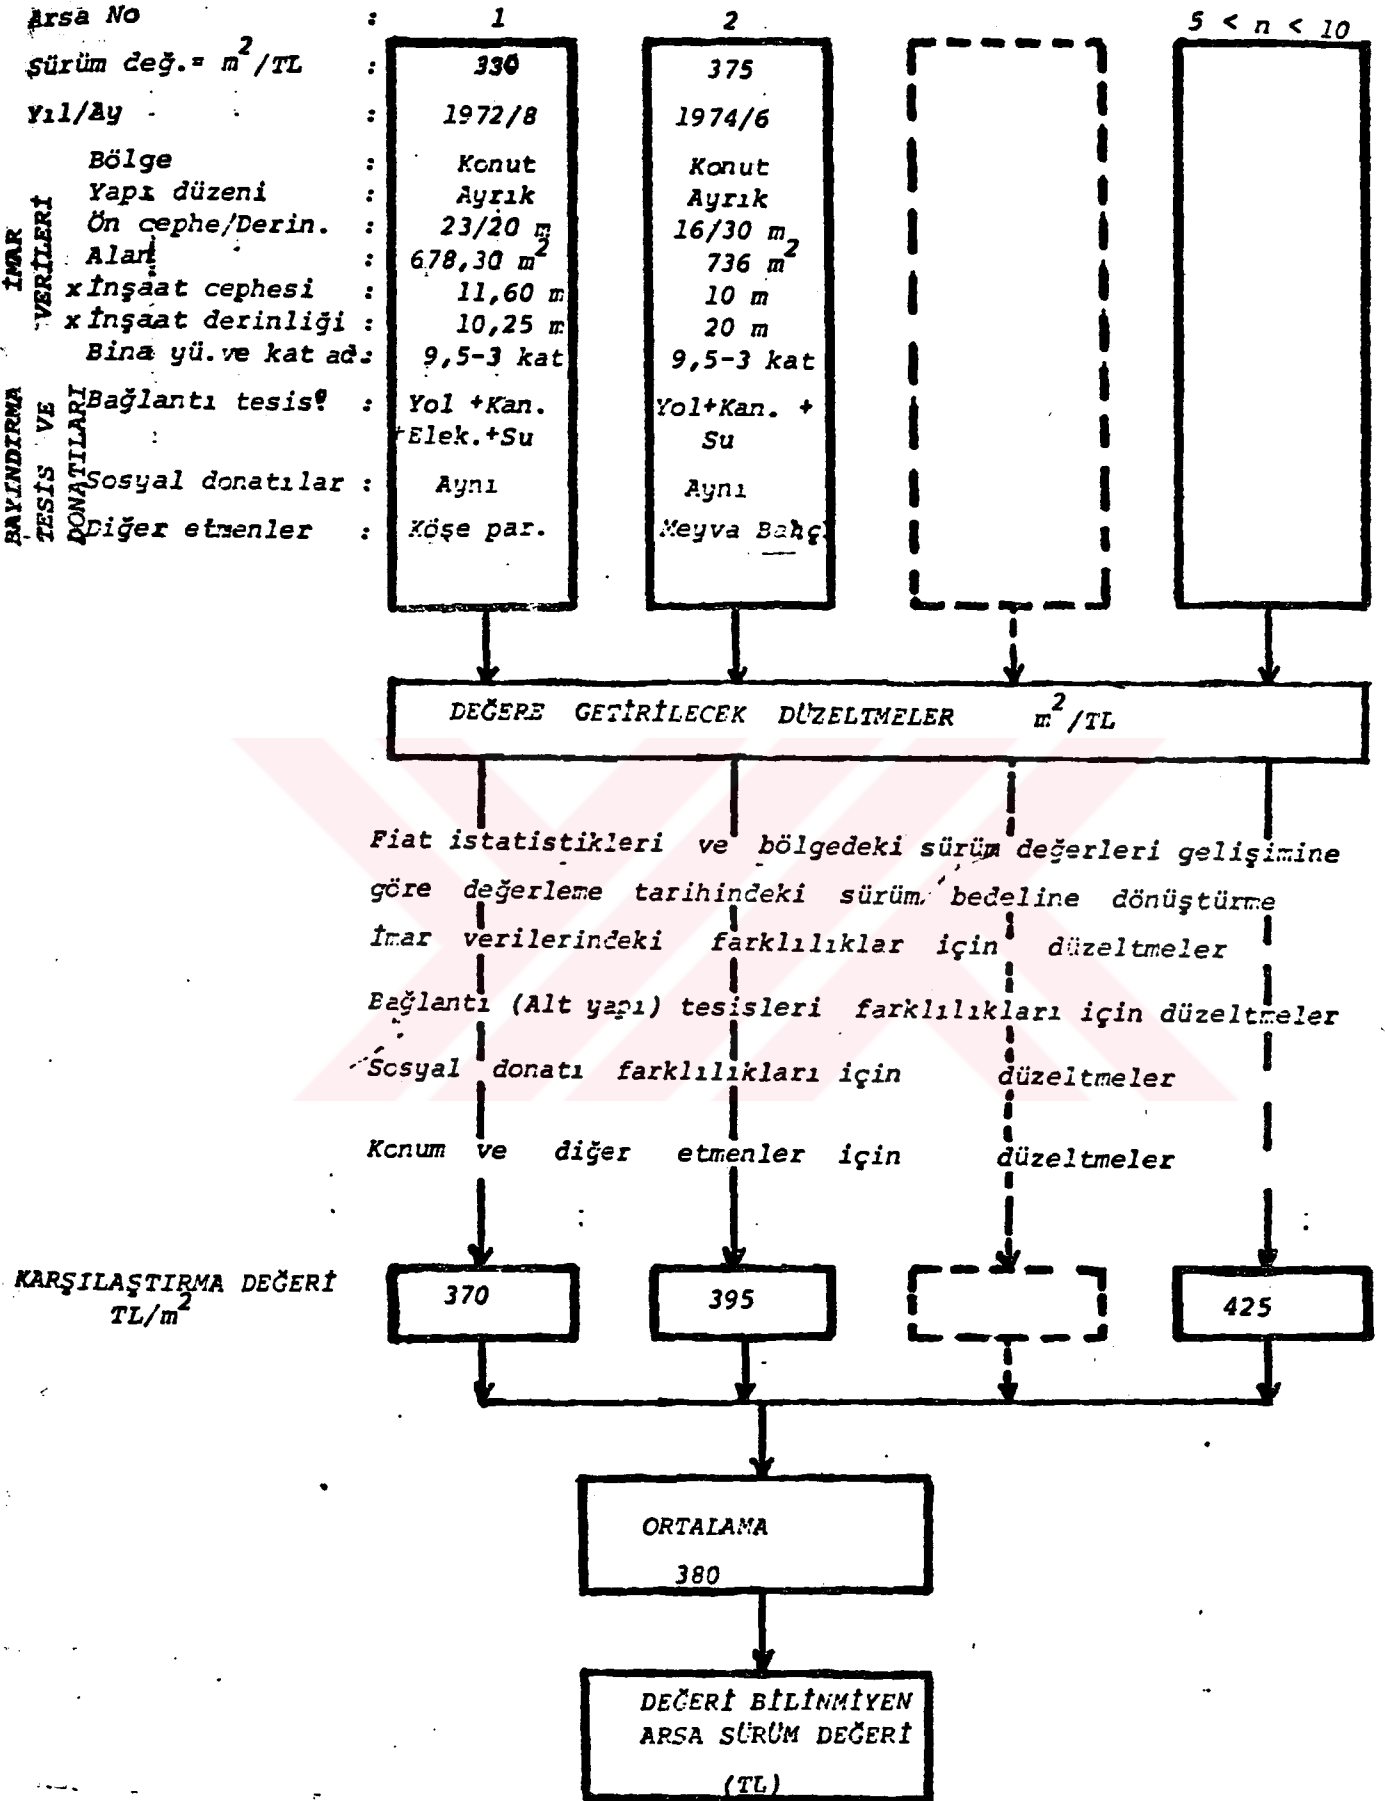 Arsa No : 1 2 5 < n < 10
Sürüm değ.= m²/TL : 330 375
Yıl/Ay : 1972/8 1974/6
İMAR VERİLERİ
Bölge : Konut Konut
Yapı düzeni : Ayrık Ayrık
Ön cephe/Derin. : 23/20 m 16/30 m
Alan : 678,30 m² 736 m²
x İnşaat cephesi : 11,60 m 10 m
x İnşaat derinliği : 10,25 m 20 m
Bina yü.ve kat ad: 9,5-3 kat 9,5-3 kat
BAYINDIRMA TESİS VE DONATILARI
Bağlantı tesis. : Yol +Kan. Yol+Kan. +
+Elek.+Su Su
Sosyal donatılar : Aynı Aynı
Diğer etmenler : Köşe par. Meyva Bahç.
DEĞERE GETİRİLECEK DÜZELTMELER m²/TL
Fiat istatistikleri ve bölgedeki sürüm değerleri gelişimine
göre değerleme tarihindeki sürüm bedeline dönüştürme
İmar verilerindeki farklılıklar için düzeltmeler
Bağlantı (Alt yapı) tesisleri farklılıkları için düzeltmeler
Sosyal donatı farklılıkları için düzeltmeler
Konum ve diğer etmenler için düzeltmeler
KARŞILAŞTIRMA DEĞERİ 370 395 425
TL/m²
ORTALAMA
380
DEĞERİ BİLİNMİYEN
ARSA SÜRÜM DEĞERİ
(TL)